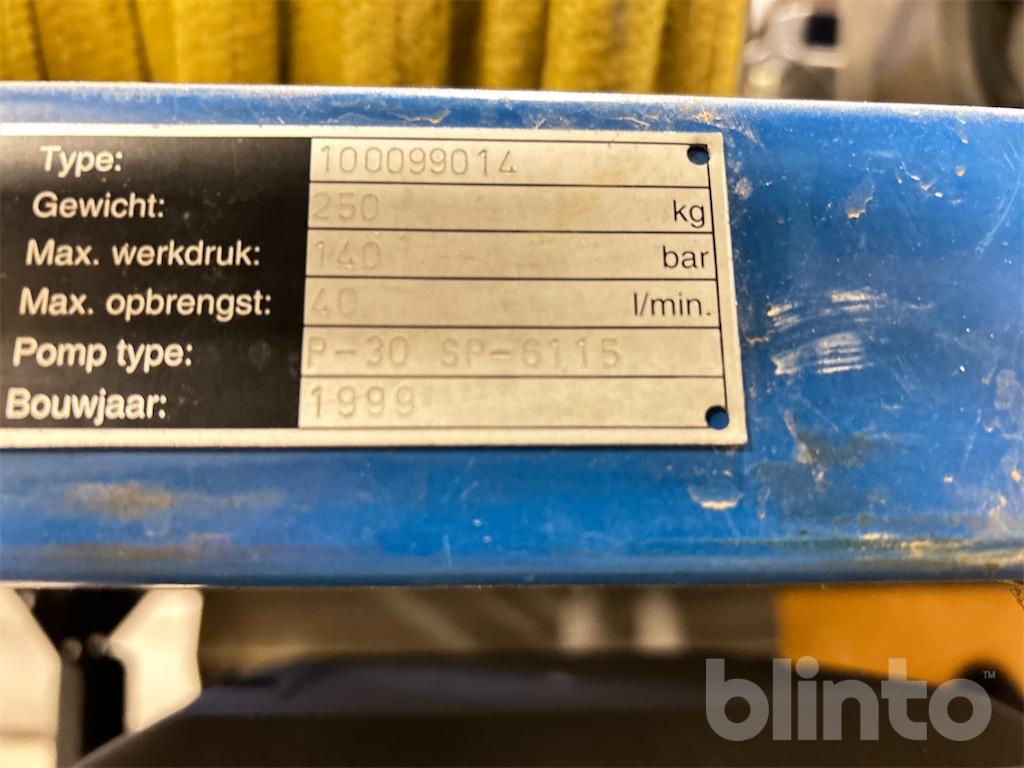 Type: 100099014
Gewicht: 250 kg
Max. werkdruk: 140 bar
Max. opbrengst: 40 l/min.
Pomp type: P-30 SP-6115
Bouwjaar: 1999
blinto™